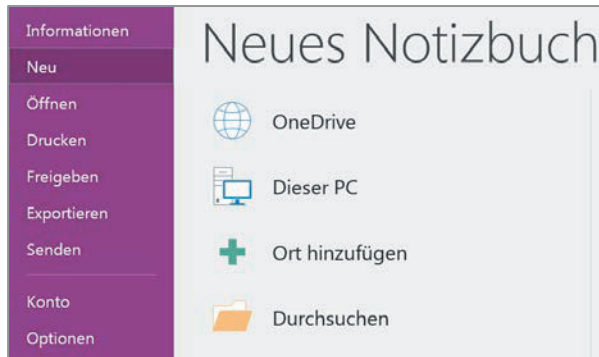 Informationen
Neu
Öffnen
Drucken
Freigeben
Exportieren
Senden
Konto
Optionen
Neues Notizbuch
OneDrive
Dieser PC
Ort hinzufügen
Durchsuchen